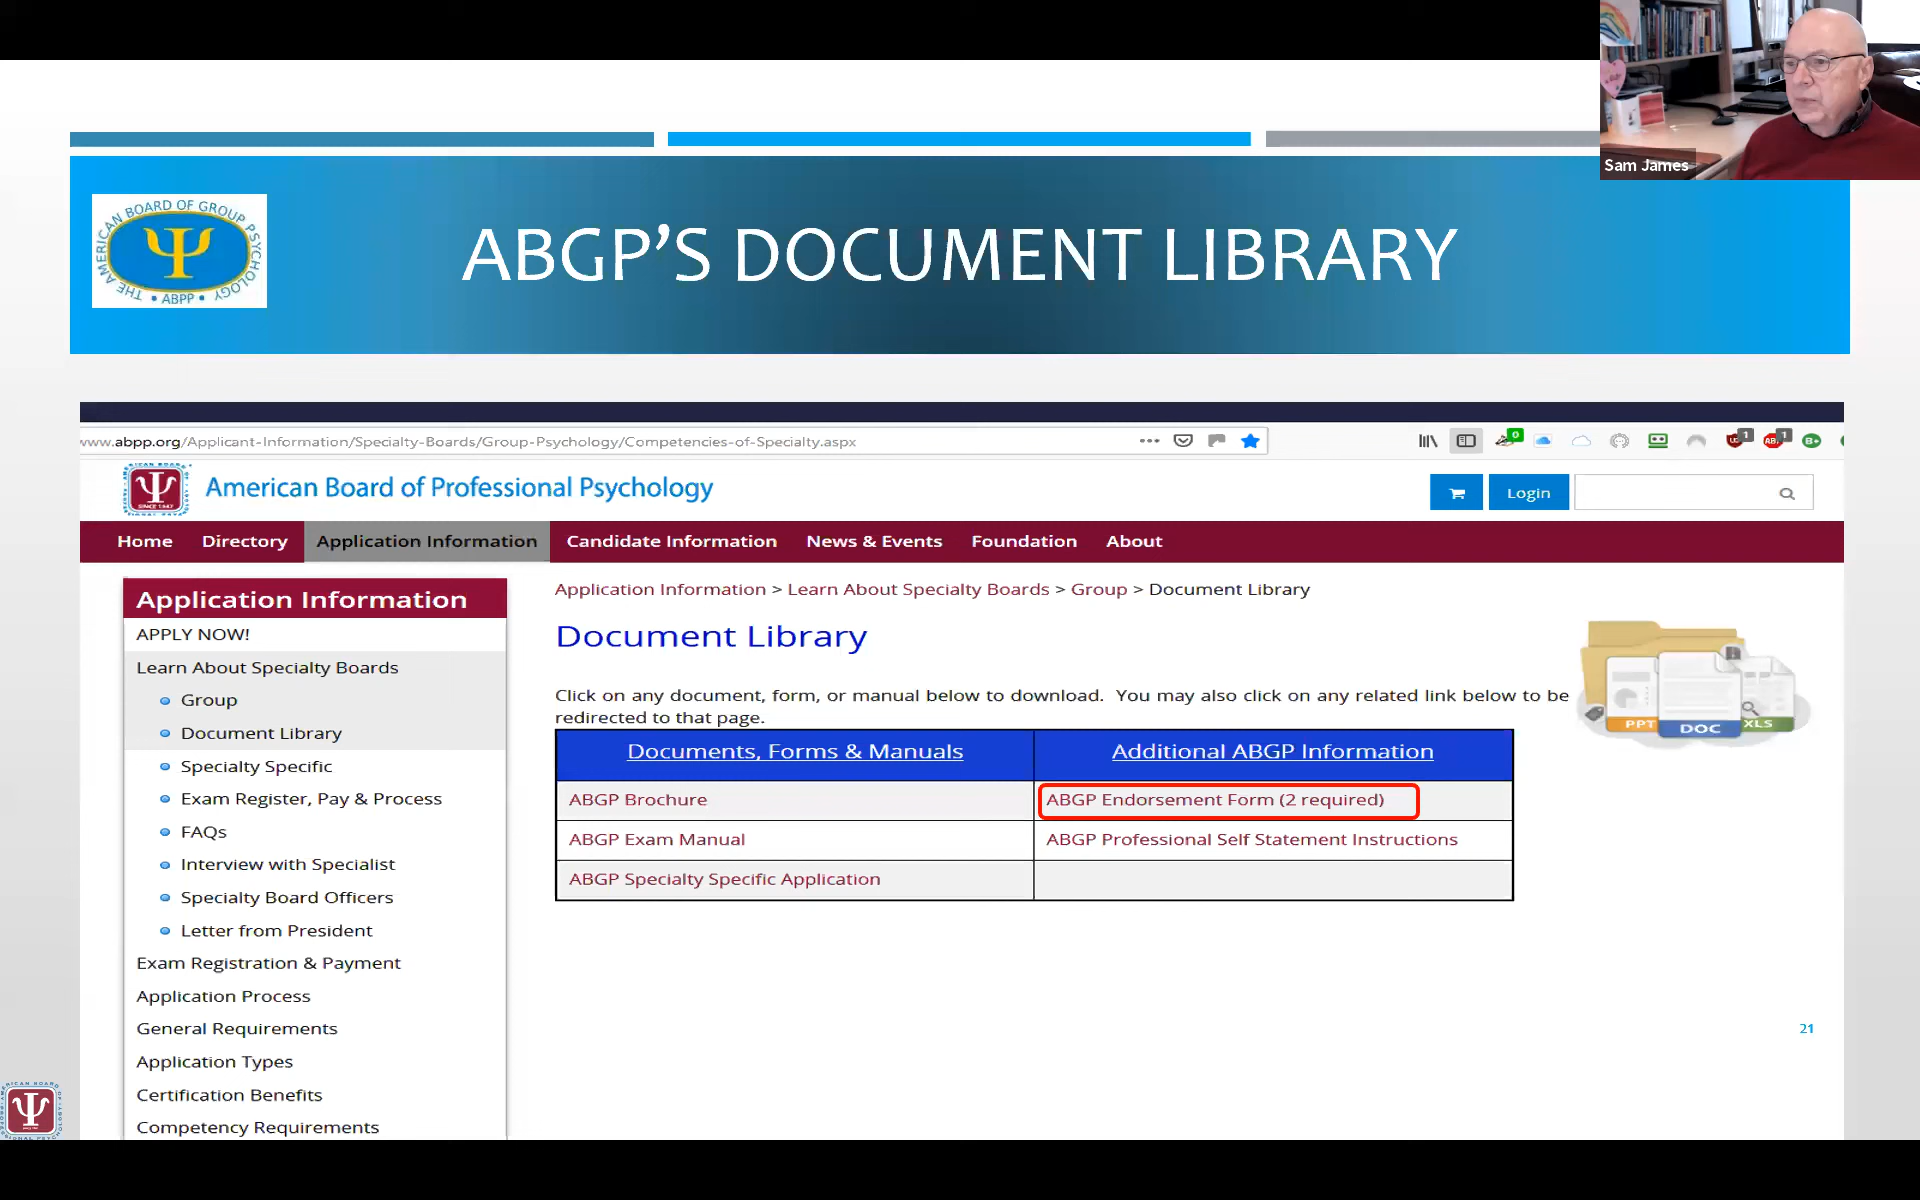 Sam James
THE AMERICAN BOARD OF GROUP PSYCHOLOGY
• ABPP •
ABGP’S DOCUMENT LIBRARY
www.abpp.org/Applicant-Information/Specialty-Boards/Group-Psychology/Competencies-of-Specialty.aspx
0
1
1
B+
SINCE 1947
American Board of Professional Psychology
Login
Home Directory Application Information Candidate Information News & Events Foundation About
Application Information
APPLY NOW!
Learn About Specialty Boards
Group
Document Library
Specialty Specific
Exam Register, Pay & Process
FAQs
Interview with Specialist
Specialty Board Officers
Letter from President
Exam Registration & Payment
Application Process
General Requirements
Application Types
Certification Benefits
Competency Requirements
Application Information > Learn About Specialty Boards > Group > Document Library
Document Library
Click on any document, form, or manual below to download. You may also click on any related link below to be
redirected to that page.
Documents, Forms & Manuals Additional ABGP Information
ABGP Brochure ABGP Endorsement Form (2 required)
ABGP Exam Manual ABGP Professional Self Statement Instructions
ABGP Specialty Specific Application
PPT DOC XLS
21